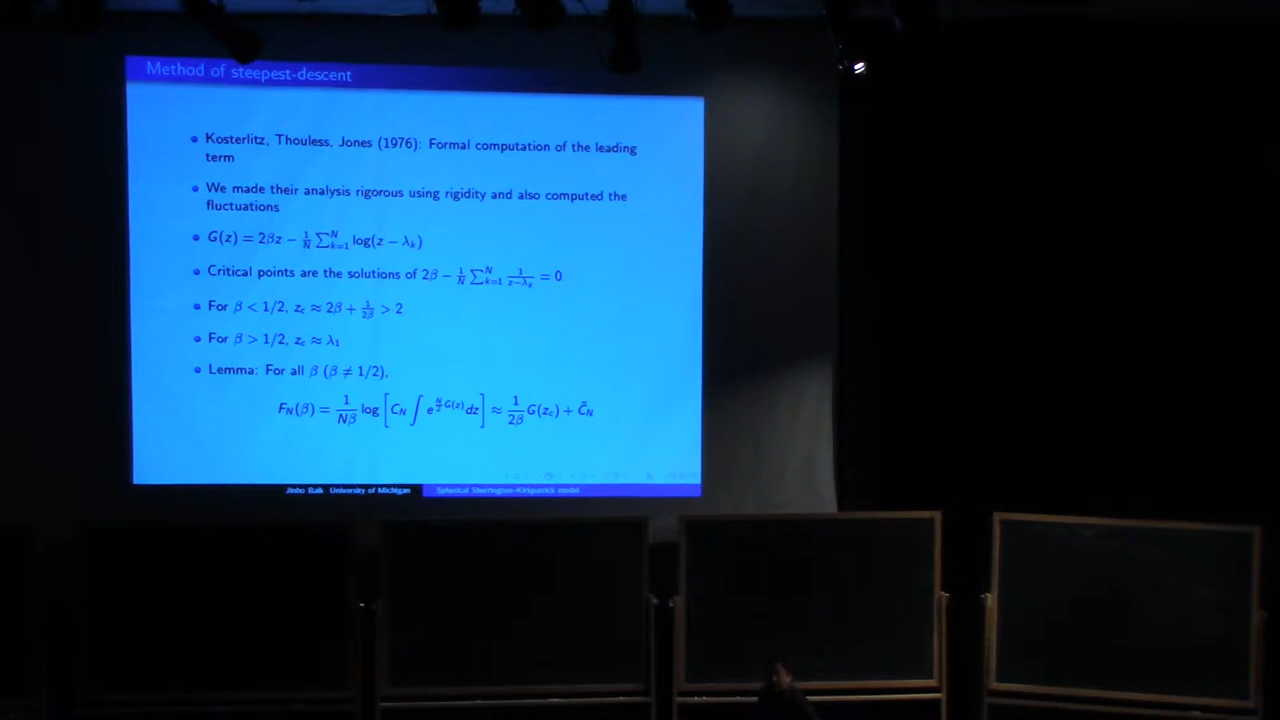 Method of steepest-descent
Kosterlitz, Thouless, Jones (1976): Formal computation of the leading
term
We made their analysis rigorous using rigidity and also computed the
fluctuations
G(z) = 2βz − 1/N ∑_{k=1}^{N} log(z − λ_k)
Critical points are the solutions of 2β − 1/N ∑_{k=1}^{N} 1/(z−λ_k) = 0
For β < 1/2, z_c ≈ 2β + 1/(2β) > 2
For β > 1/2, z_c ≈ λ_1
Lemma: For all β (β ≠ 1/2),
F_N(β) = 1/(Nβ) log [ C_N ∫ e^{N/2 G(z)} dz ] ≈ 1/(2β) G(z_c) + C̃_N
Jinho Baik University of Michigan
Spherical Sherrington-Kirkpatrick model